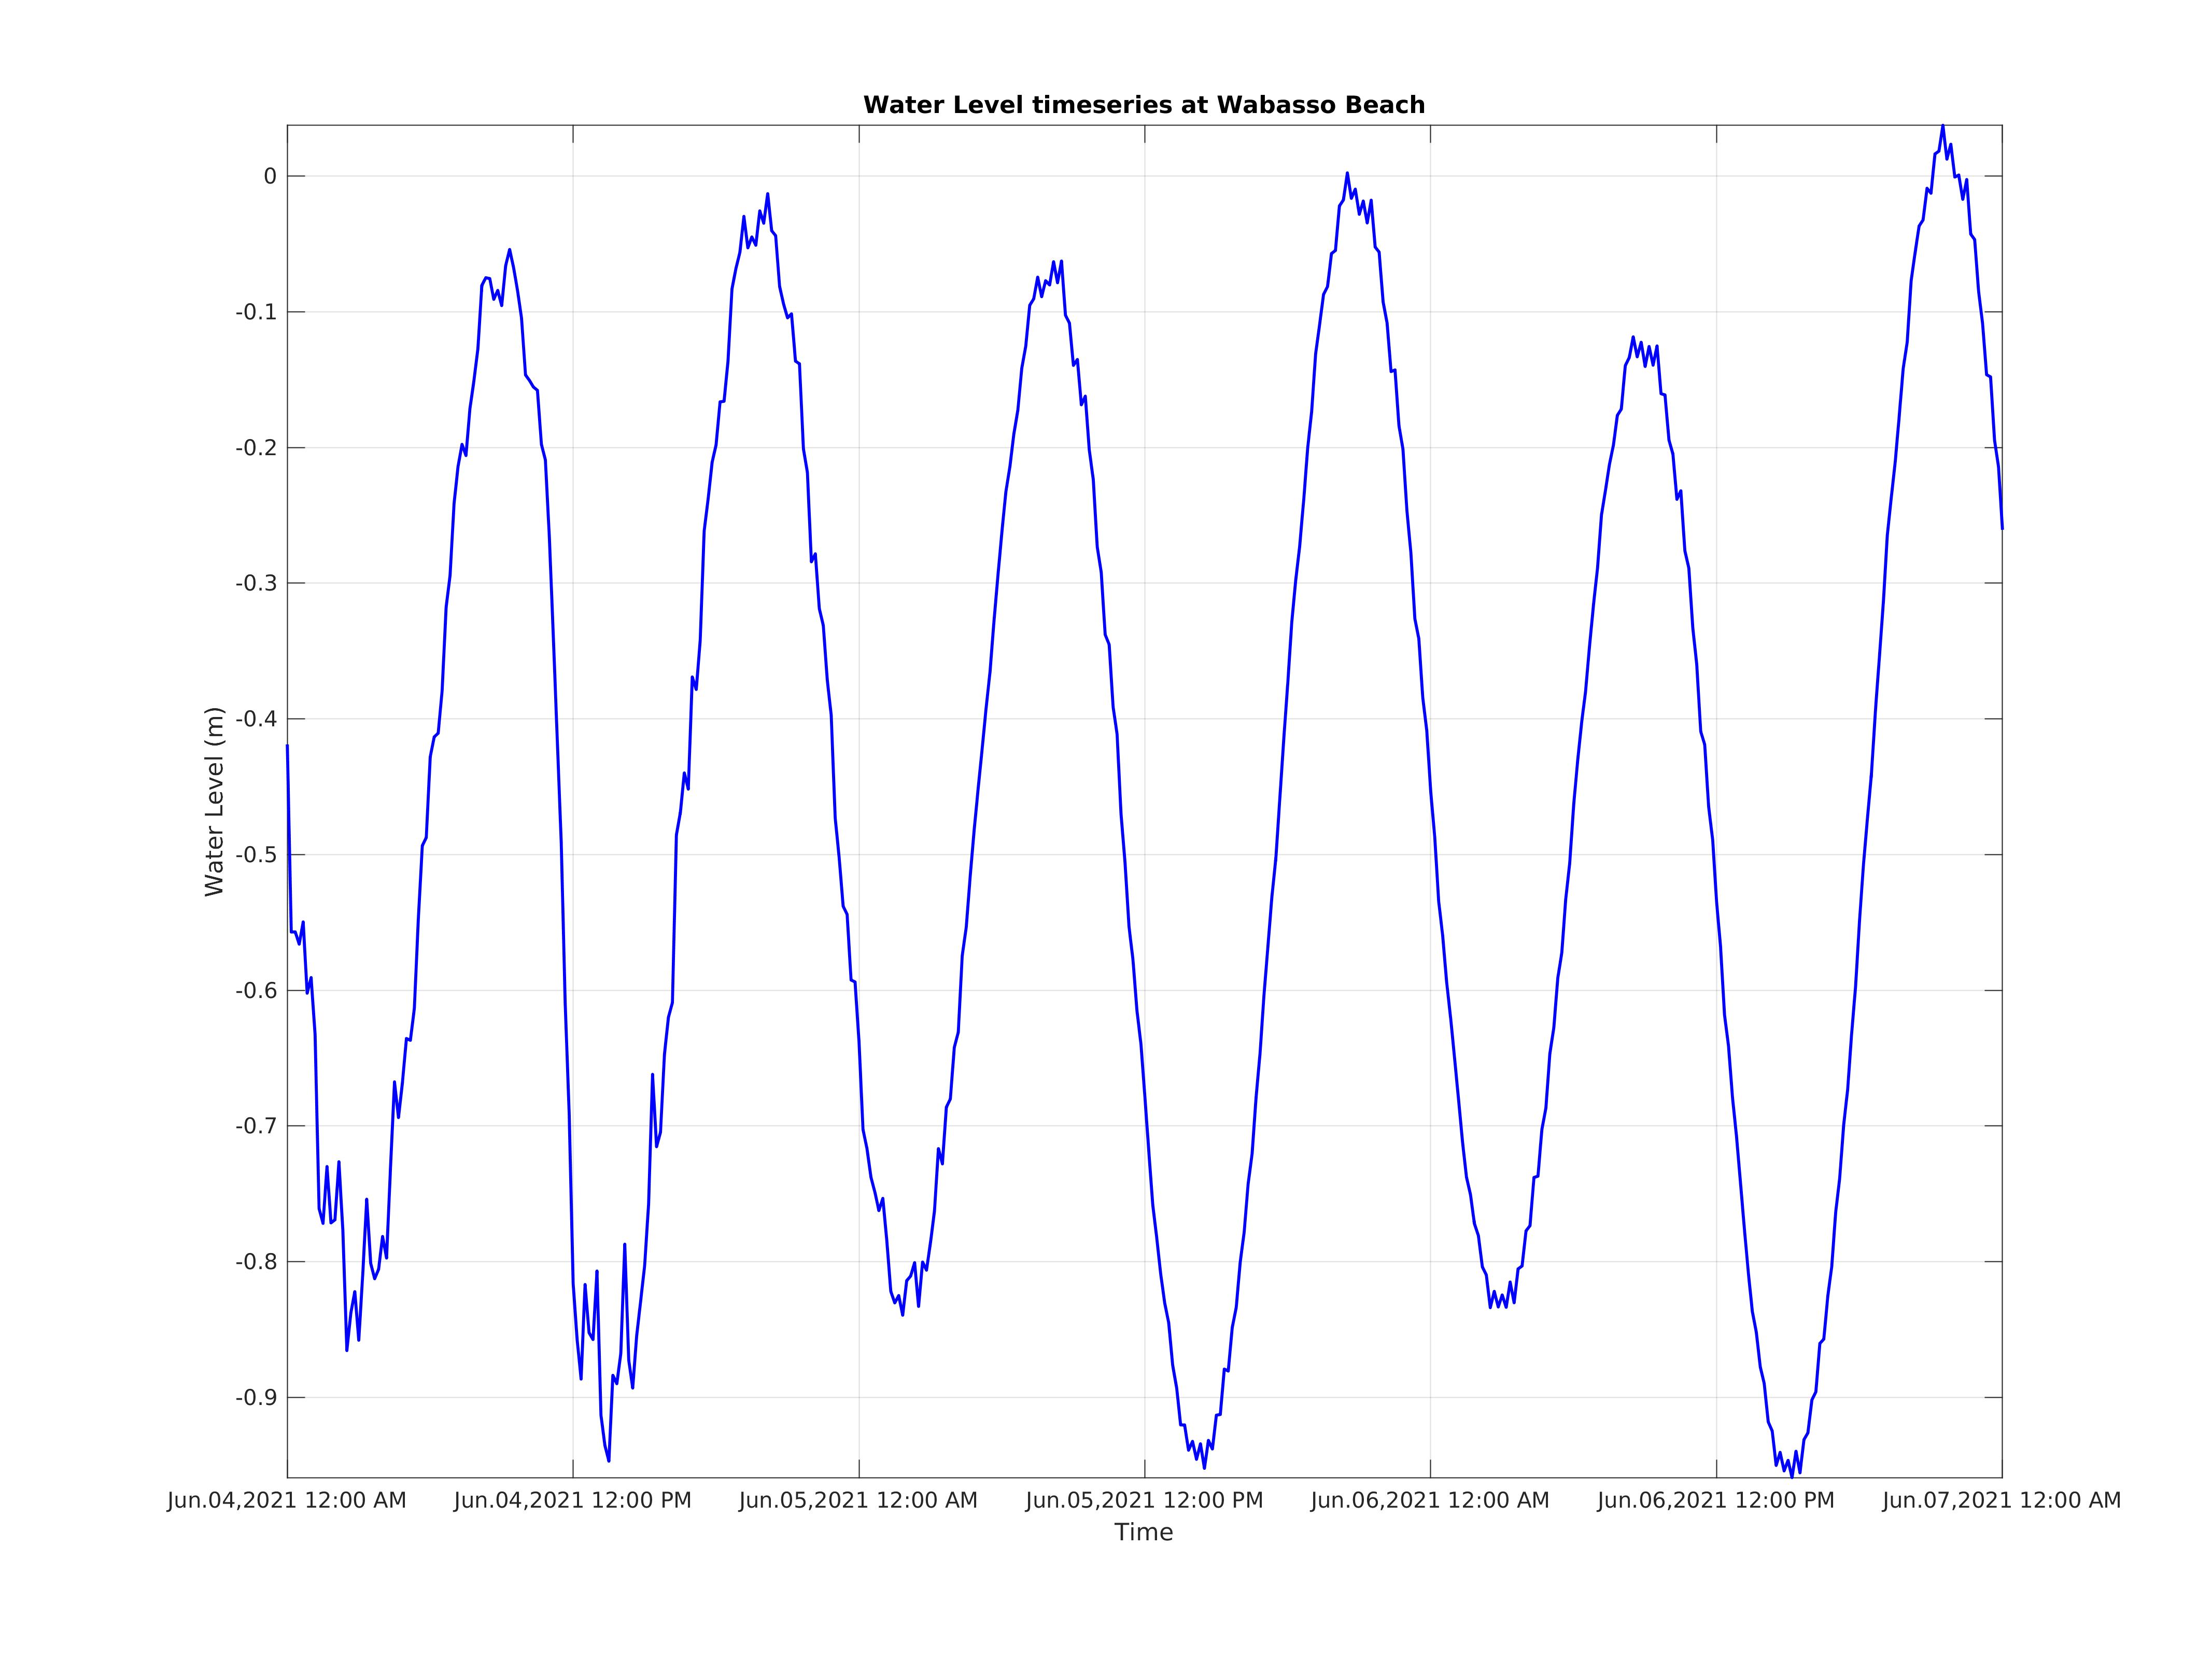 Water Level timeseries at Wabasso Beach
0
-0.1
-0.2
-0.3
-0.4
-0.5
-0.6
-0.7
-0.8
-0.9
Water Level (m)
Jun.04,2021 12:00 AM Jun.04,2021 12:00 PM Jun.05,2021 12:00 AM Jun.05,2021 12:00 PM Jun.06,2021 12:00 AM Jun.06,2021 12:00 PM Jun.07,2021 12:00 AM
Time